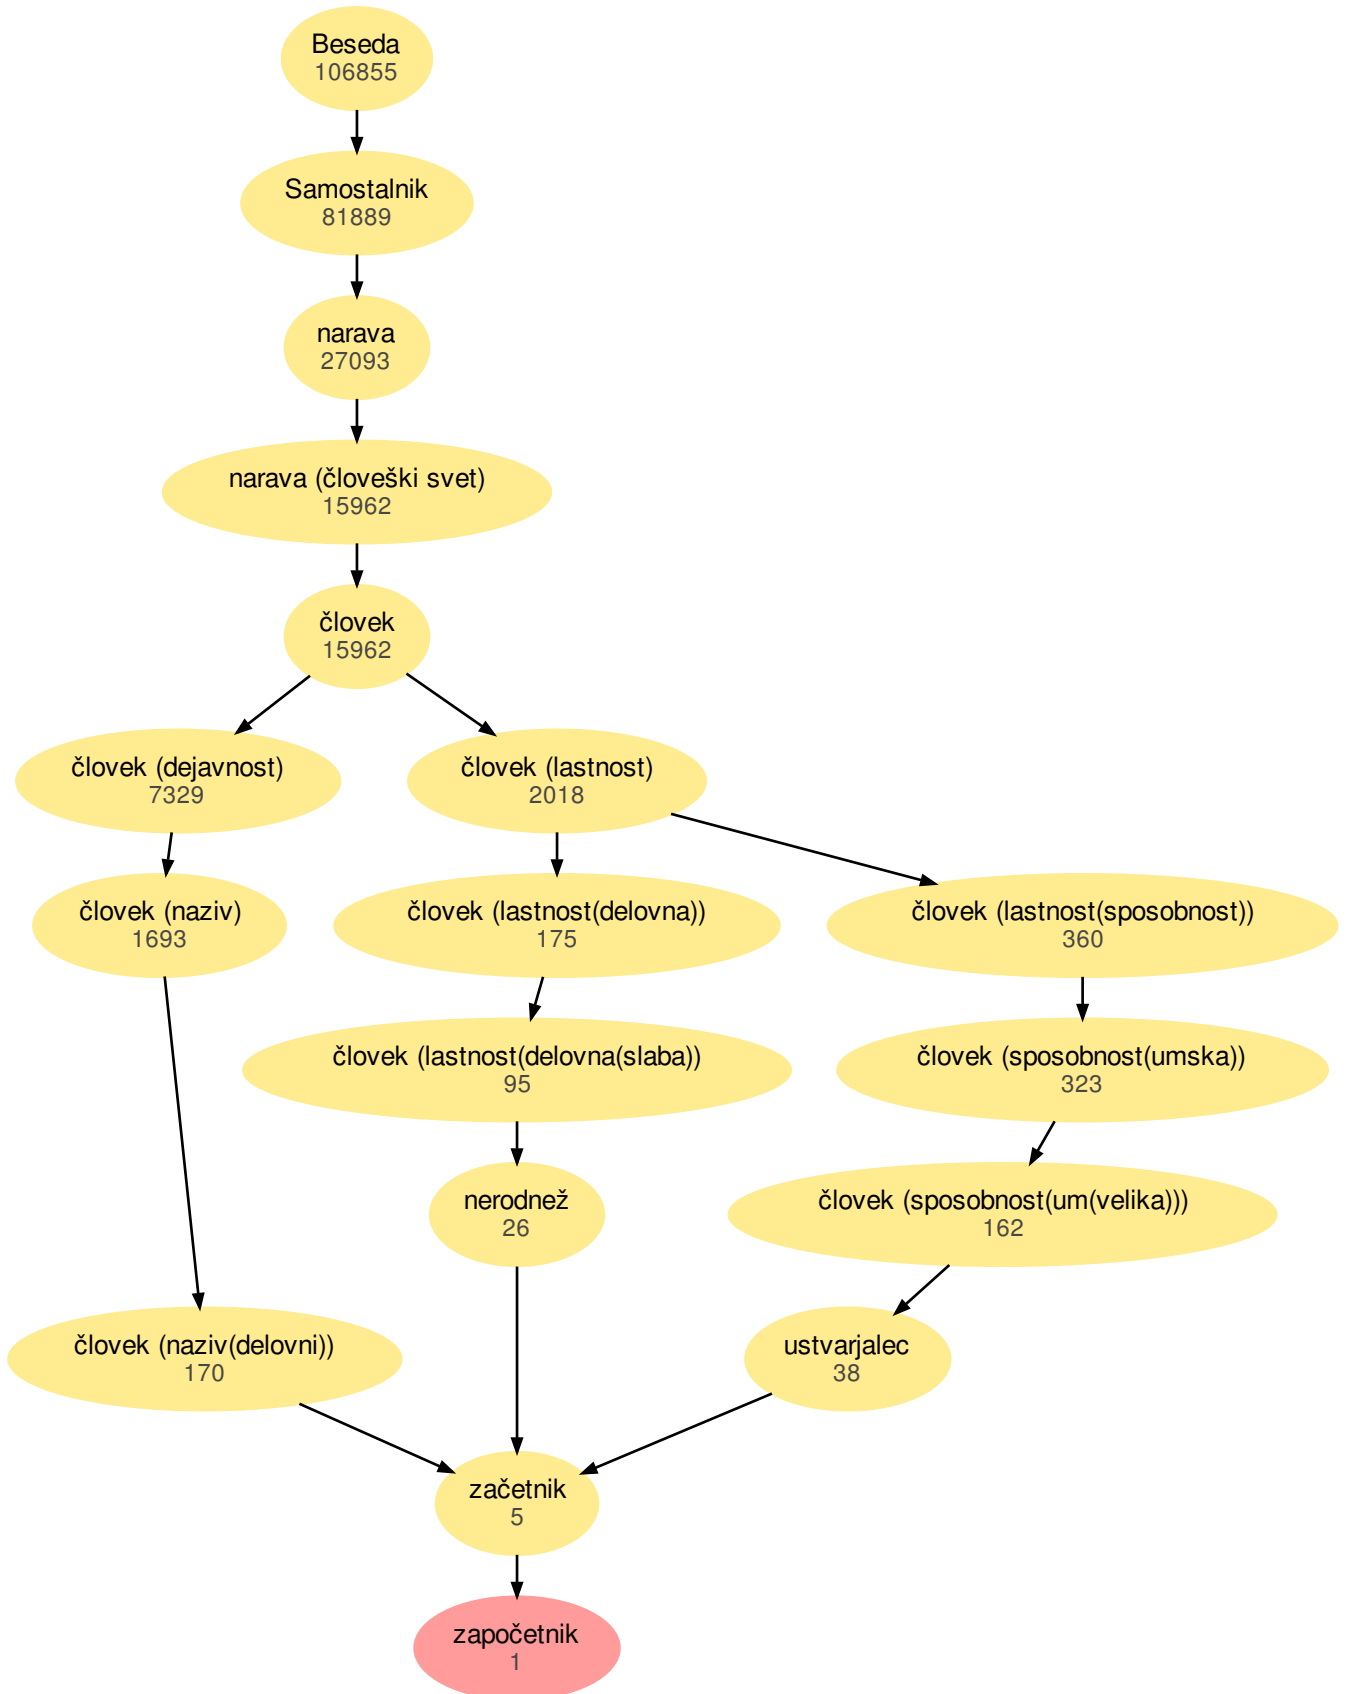 Beseda
106855
Samostalnik
81889
narava
27093
narava (človeški svet)
15962
človek
15962
človek (dejavnost)
7329
človek (lastnost)
2018
človek (naziv)
1693
človek (lastnost(delovna))
175
človek (lastnost(sposobnost))
360
človek (lastnost(delovna(slaba))
95
človek (sposobnost(umska))
323
nerodnež
26
človek (sposobnost(um(velika)))
162
človek (naziv(delovni))
170
ustvarjalec
38
začetnik
5
započetnik
1